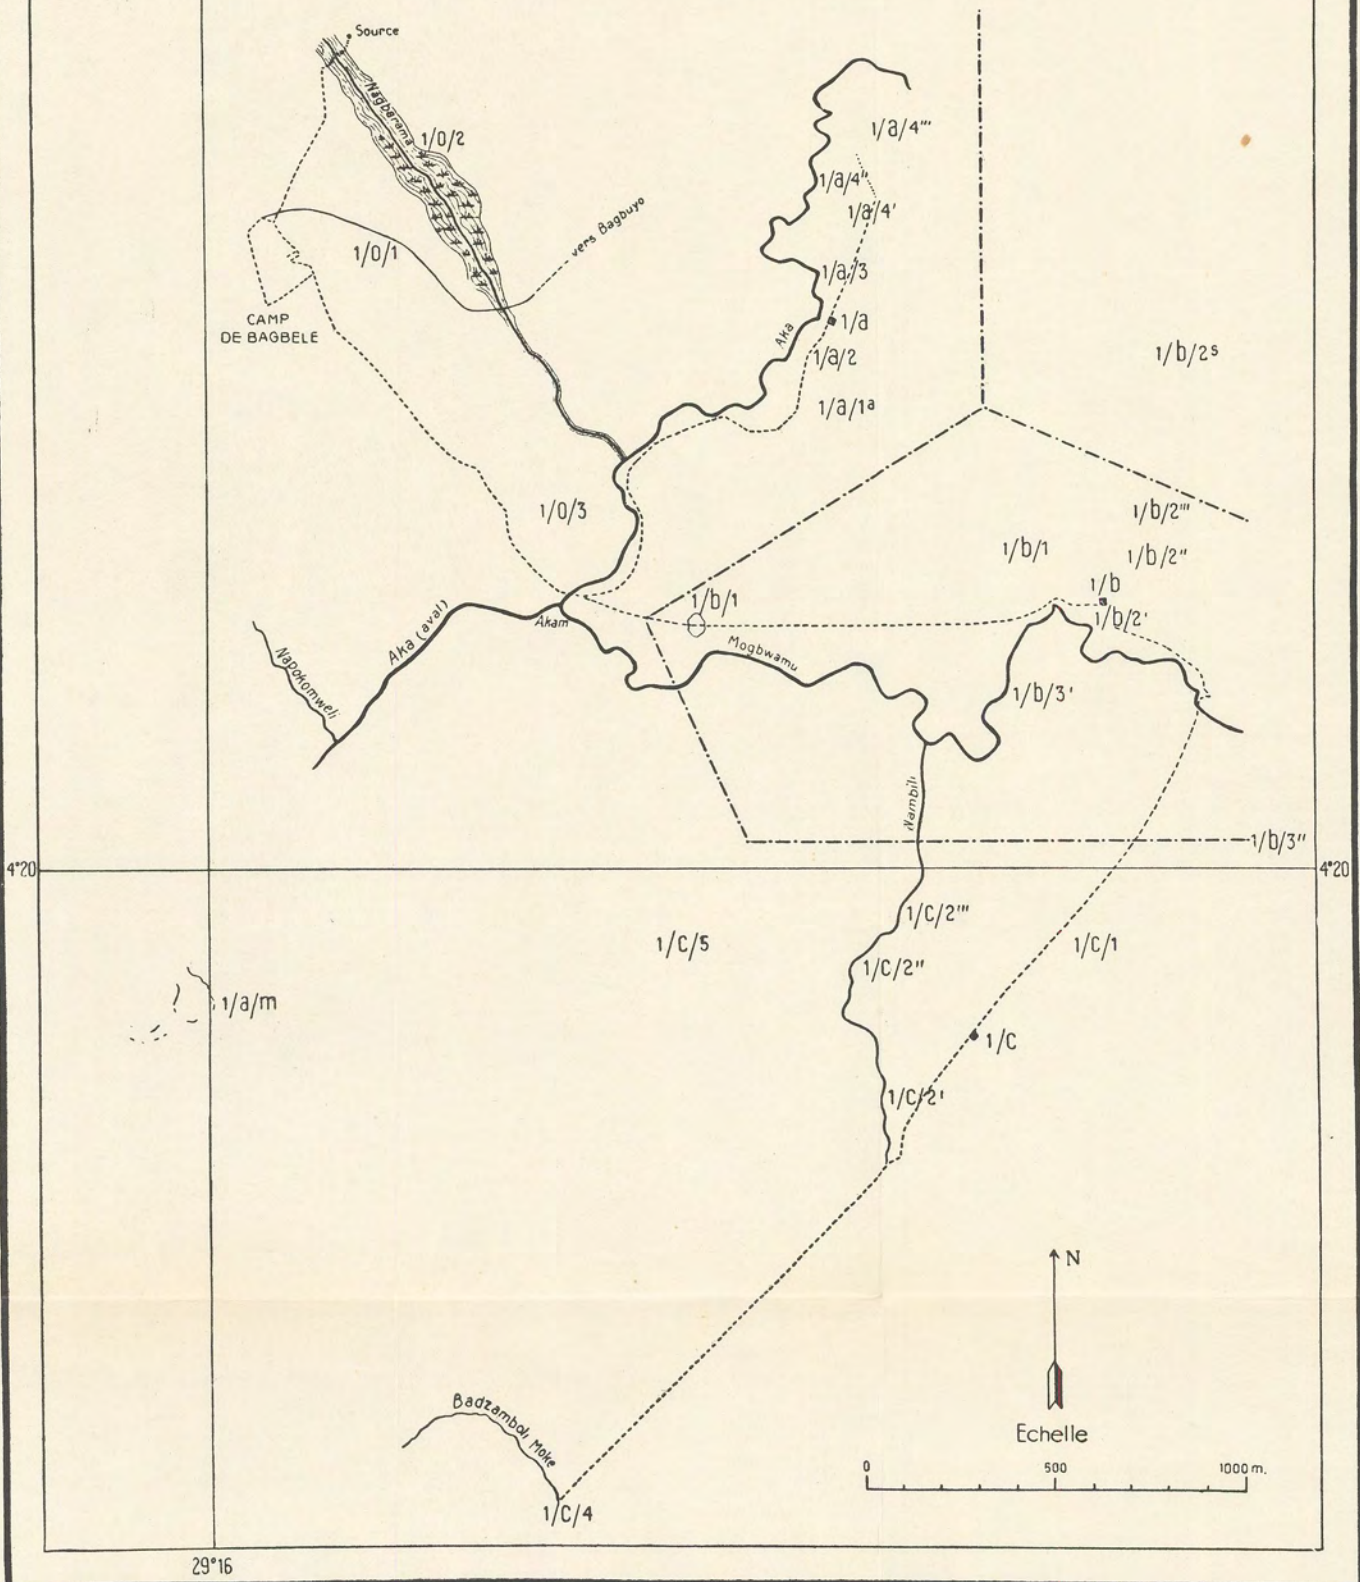 Source
Nagbarama
1/0/2
1/a/4'''
1/a/4''
1/a/4'
vers Bagbuyo
1/0/1
1/a/3
CAMP
DE BAGBELE
1/a
Aka
1/a/2
1/b/2s
1/a/1a
1/0/3
1/b/2'''
1/b/1
1/b/2''
1/b
1/b/1
1/b/2'
Akam
Aka (aval)
Mogbwamu
Napokomweli
1/b/3'
Nambili
1/b/3''
4°20
4°20
1/C/2'''
1/C/5
1/C/1
1/C/2''
1/a/m
1/C
1/C/2'
N
Badzamboli Moke
Echelle
0 500 1000 m.
1/C/4
29°16